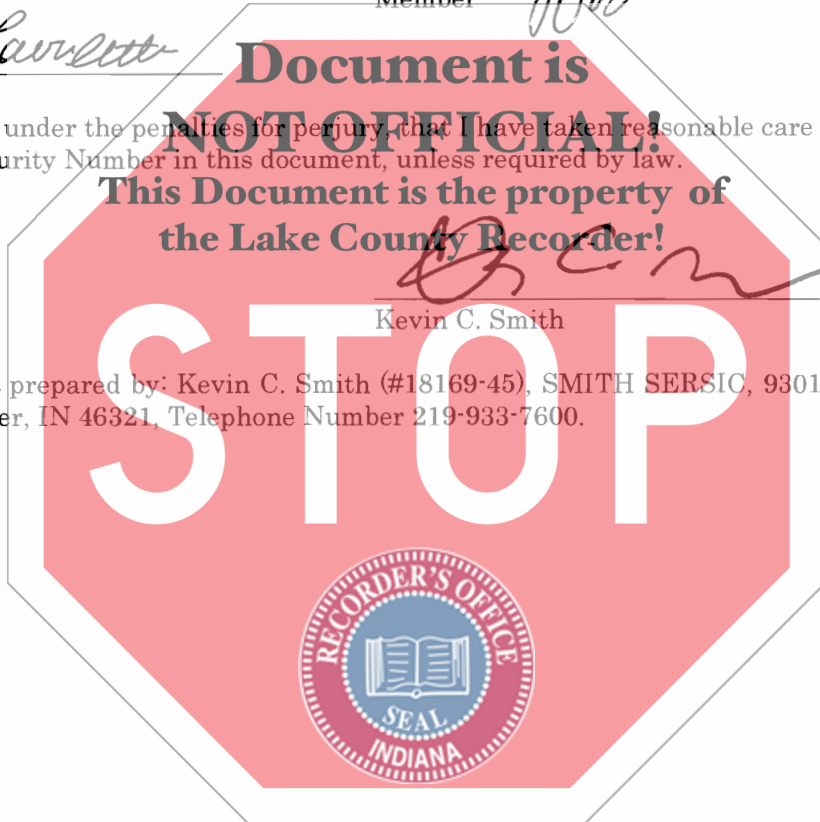 Member
Document is
NOT OFFICIAL!
under the penalties for perjury, that I have taken reasonable care
urity Number in this document, unless required by law.
This Document is the property of
the Lake County Recorder!
Kevin C. Smith
STOP
prepared by: Kevin C. Smith (#18169-45), SMITH SERSIC, 9301
er, IN 46321, Telephone Number 219-933-7600.
RECORDER'S OFFICE
SEAL
INDIANA